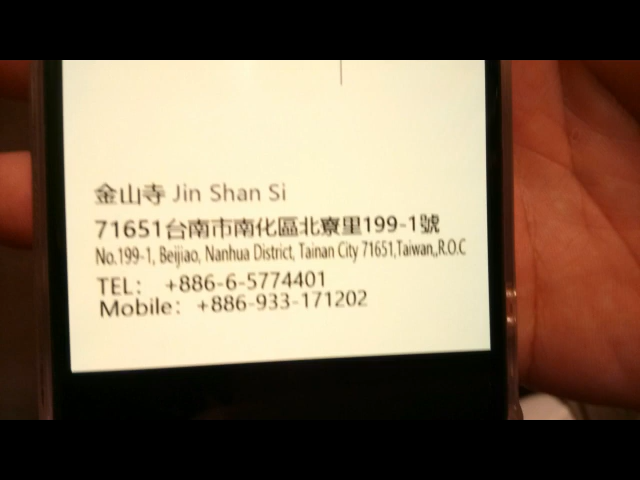 金山寺 Jin Shan Si
71651台南市南化區北寮里199-1號
No.199-1, Beijiao, Nanhua District, Tainan City 71651,Taiwan,,R.O.C
TEL： +886-6-5774401
Mobile： +886-933-171202